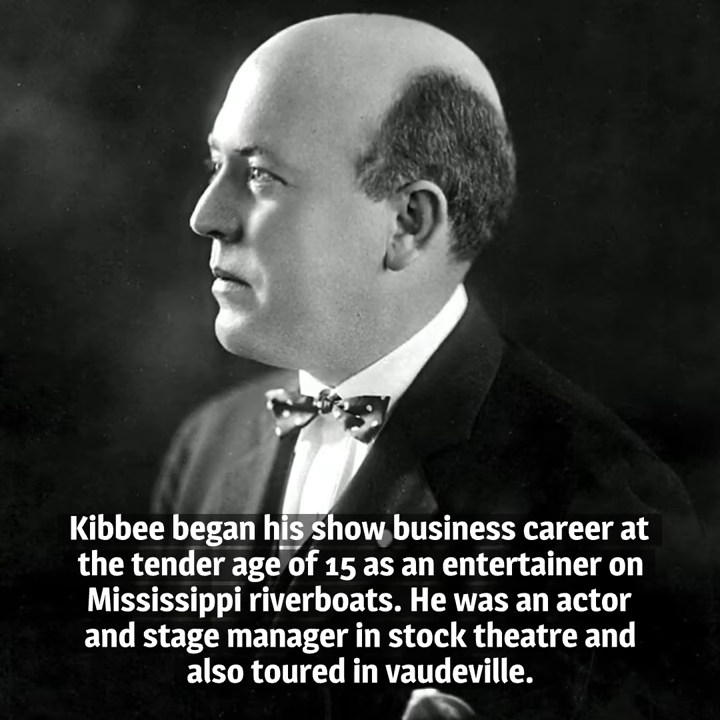 Kibbee began his show business career at
the tender age of 15 as an entertainer on
Mississippi riverboats. He was an actor
and stage manager in stock theatre and
also toured in vaudeville.